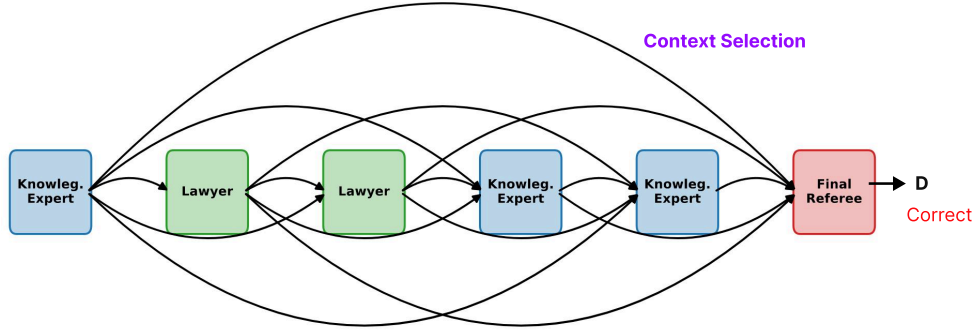 Context Selection
Knowleg.
Expert
Lawyer
Lawyer
Knowleg.
Expert
Knowleg.
Expert
Final
Referee
D
Correct